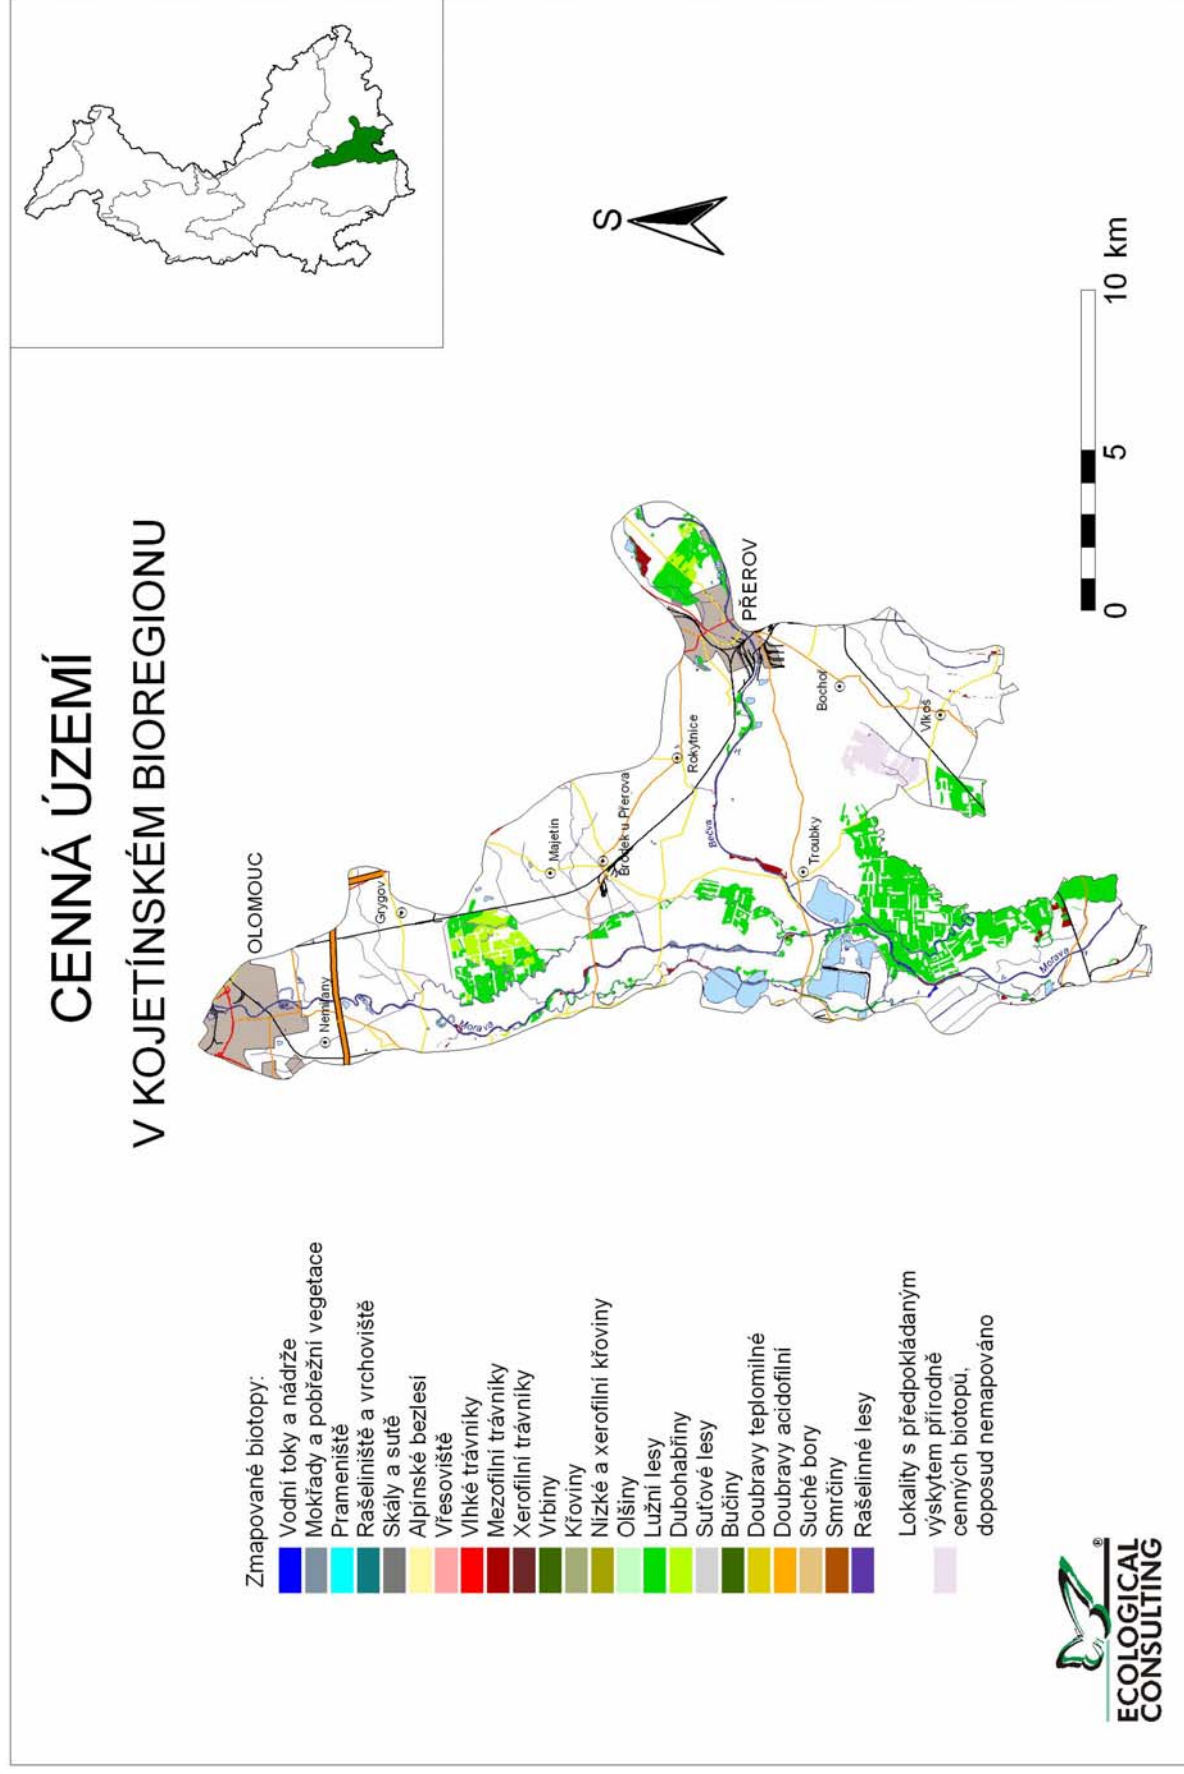 CENNÁ ÚZEMÍ
V KOJETÍNSKÉM BIOREGIONU
Zmapované biotopy:
Vodní toky a nádrže
Mokřady a pobřežní vegetace
Prameniště
Rašeliniště a vrchoviště
Skály a sutě
Alpínské bezlesí
Vřesoviště
Vlhké trávníky
Mezofilní trávníky
Xerofilní trávníky
Vrbiny
Křoviny
Nízké a xerofilní křoviny
Olšiny
Lužní lesy
Dubohabřiny
Suťové lesy
Bučiny
Doubravy teplomilné
Doubravy acidofilní
Suché bory
Smrčiny
Rašelinné lesy
Lokality s předpokládaným
výskytem přírodně
cenných biotopů,
doposud nemapováno
ECOLOGICAL
CONSULTING
®
OLOMOUC
Nemilany
Grygov
Majetín
Brodek u Přerova
Rokytnice
PŘEROV
Morava
Bečva
Troubky
Bochoř
Vlkoš
Morava
S
0 5 10 km